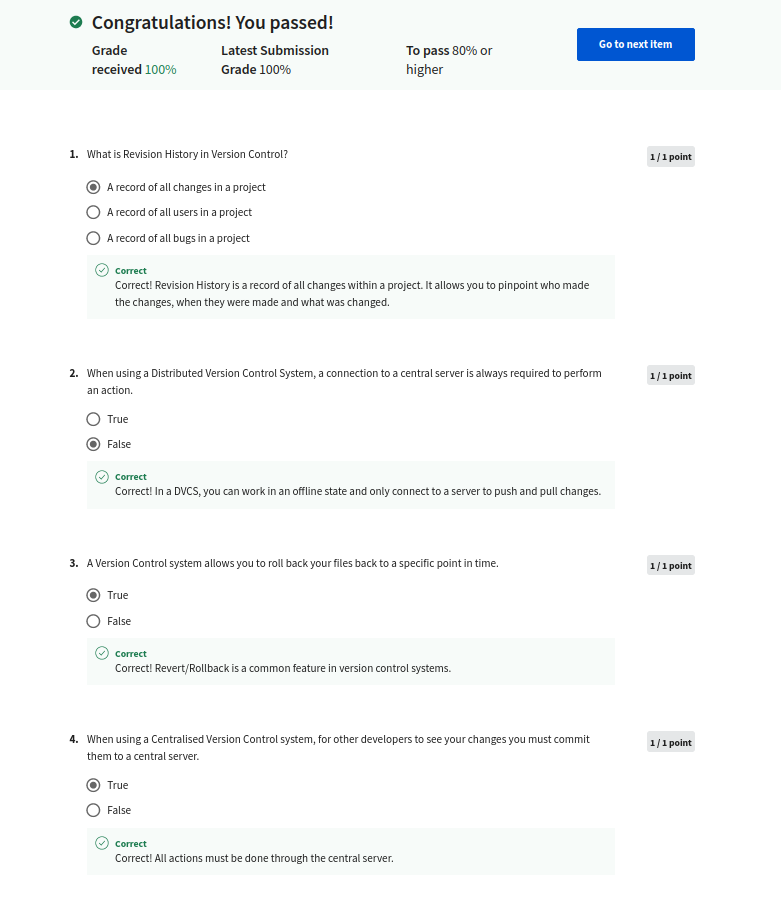 Congratulations! You passed!
Grade received 100%
Latest Submission Grade 100%
To pass 80% or higher
Go to next item
1. What is Revision History in Version Control?
1 / 1 point
A record of all changes in a project
A record of all users in a project
A record of all bugs in a project
Correct
Correct! Revision History is a record of all changes within a project. It allows you to pinpoint who made
the changes, when they were made and what was changed.
2. When using a Distributed Version Control System, a connection to a central server is always required to perform
an action.
1 / 1 point
True
False
Correct
Correct! In a DVCS, you can work in an offline state and only connect to a server to push and pull changes.
3. A Version Control system allows you to roll back your files back to a specific point in time.
1 / 1 point
True
False
Correct
Correct! Revert/Rollback is a common feature in version control systems.
4. When using a Centralised Version Control system, for other developers to see your changes you must commit
them to a central server.
1 / 1 point
True
False
Correct
Correct! All actions must be done through the central server.